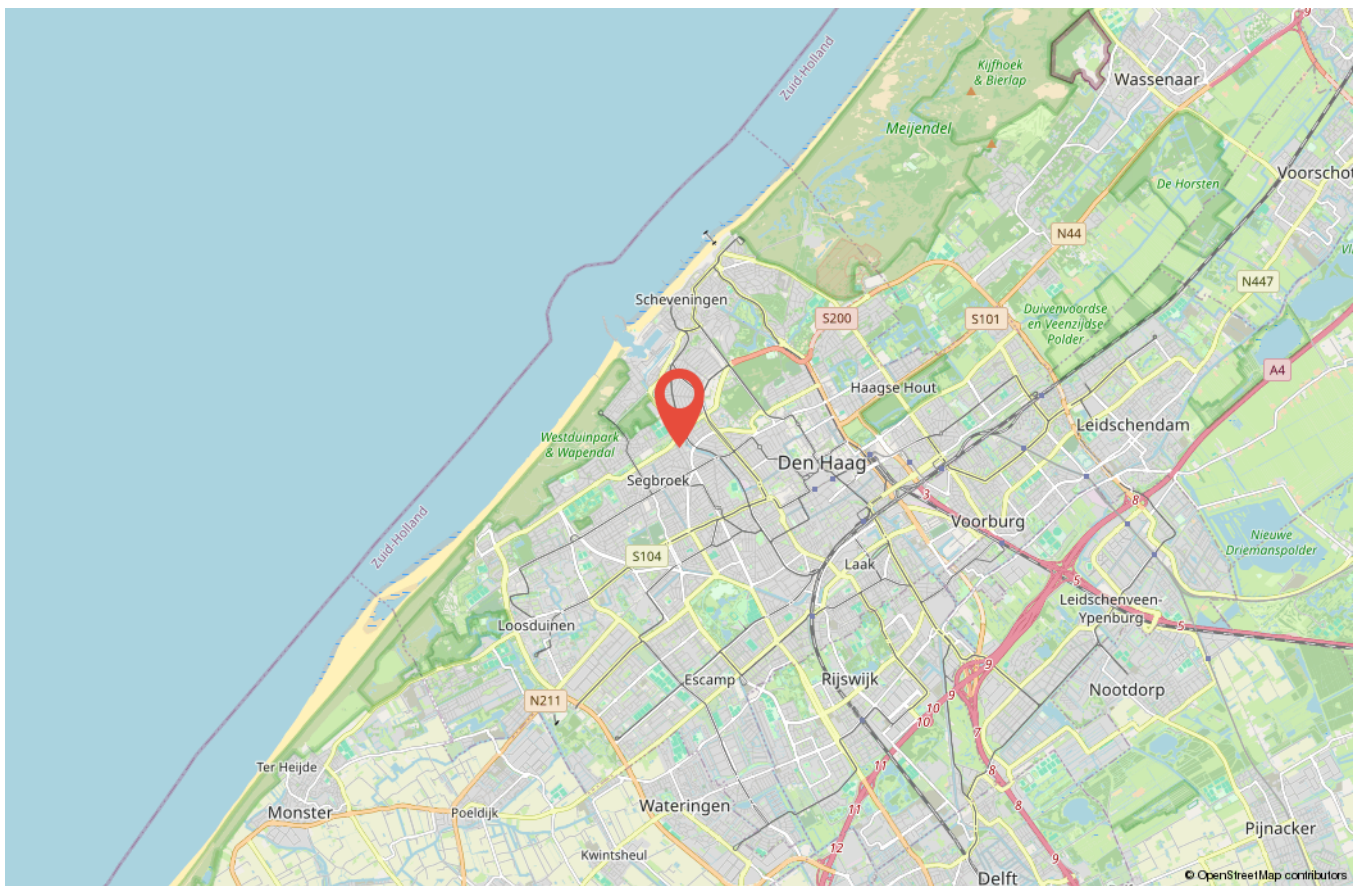 Zuid-Holland
Kijfhoek
& Bierlap
Wassenaar
9
Meijendel
Voorschot
De Horsten
N44
N447
Scheveningen
S200
S101
Duivenvoordse
en Veenzijdse
Polder
A4
Haagse Hout
Leidschendam
Westduinpark
& Wapendal
Den Haag
Segbroek
3
8
Voorburg
Zuid-Holland
Nieuwe
Driemanspolder
S104
Laak
5
Leidschenveen-
Ypenburg
5
Loosduinen
9
Escamp
Rijswijk
9
Nootdorp
N211
10
10
7
Ter Heijde
11
8
Monster
Poeldijk
Wateringen
11
8
Pijnacker
Kwintsheul
12
Delft
© OpenStreetMap contributors